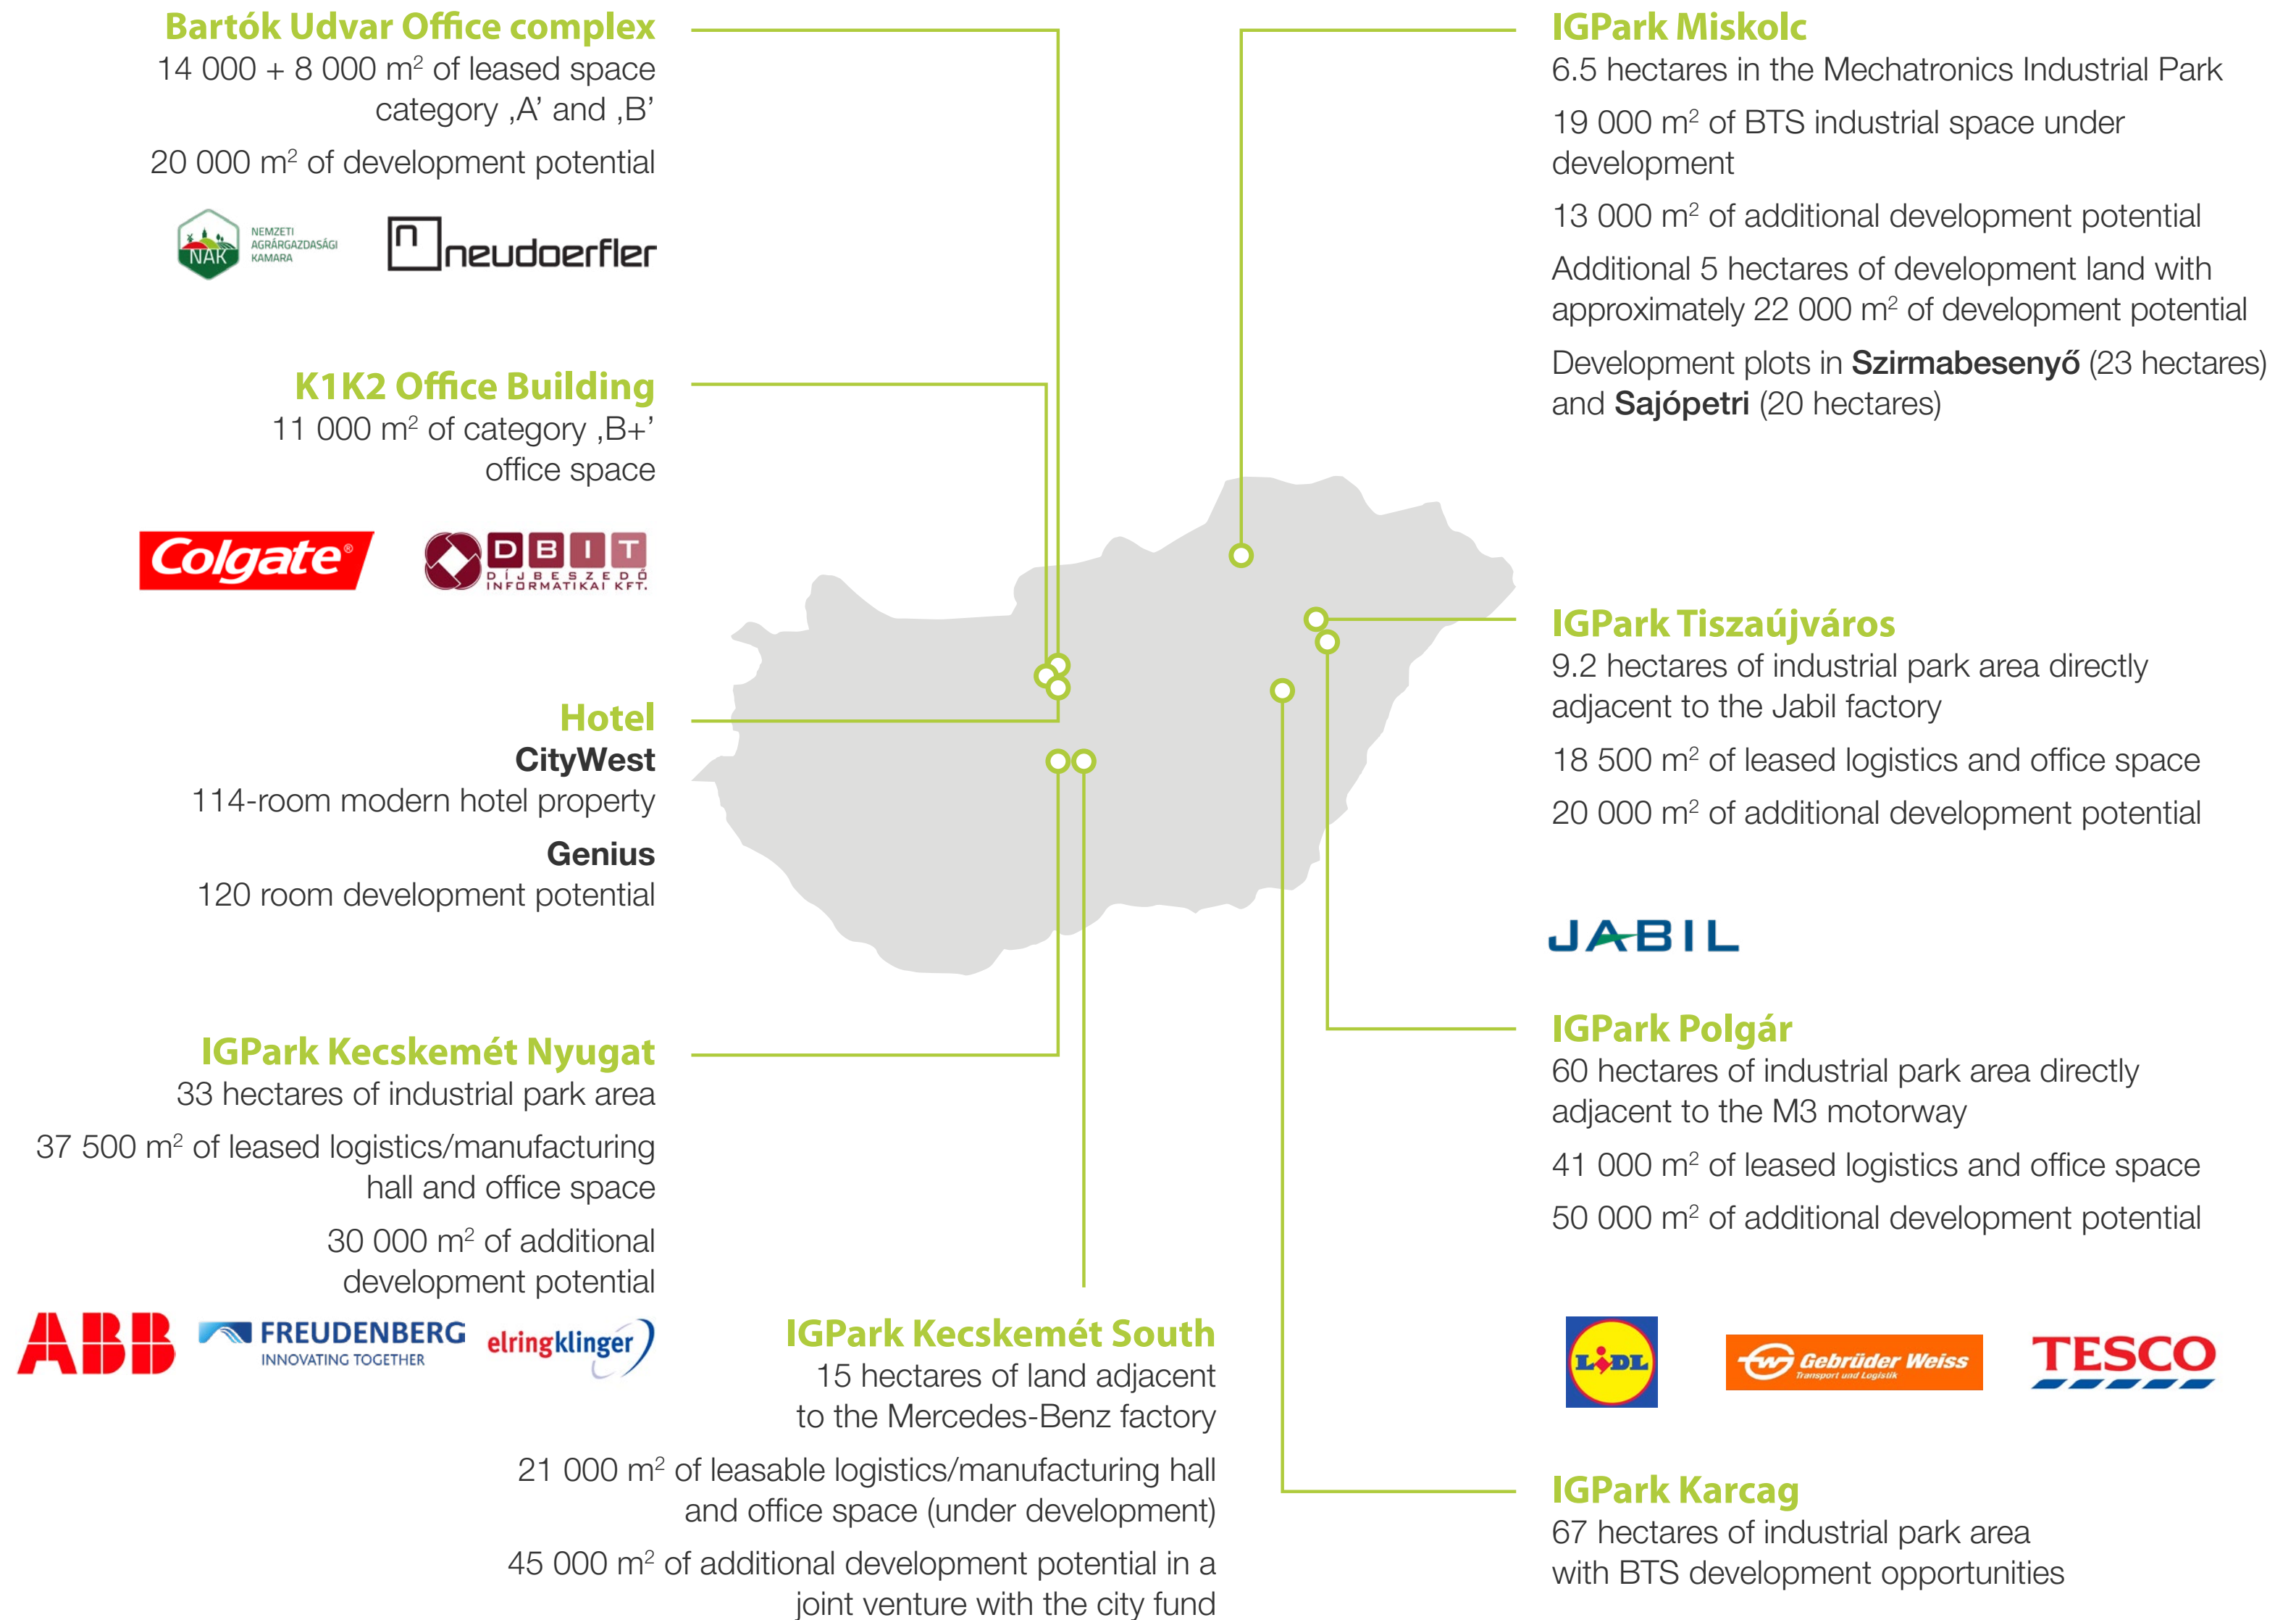 Bartók Udvar Office complex
14 000 + 8 000 m² of leased space
category ‚A’ and ‚B’
20 000 m² of development potential
NEMZETI
AGRÁRGAZDASÁGI
KAMARA
NAK
n neudoerfler
K1K2 Office Building
11 000 m² of category ‚B+’
office space
Colgate®
DBIT
DÍJBESZEDŐ
INFORMATIKAI KFT.
Hotel
CityWest
114-room modern hotel property
Genius
120 room development potential
IGPark Kecskemét Nyugat
33 hectares of industrial park area
37 500 m² of leased logistics/manufacturing
hall and office space
30 000 m² of additional
development potential
ABB
FREUDENBERG
INNOVATING TOGETHER
elringklinger
IGPark Kecskemét South
15 hectares of land adjacent
to the Mercedes-Benz factory
21 000 m² of leasable logistics/manufacturing hall
and office space (under development)
45 000 m² of additional development potential in a
joint venture with the city fund
IGPark Miskolc
6.5 hectares in the Mechatronics Industrial Park
19 000 m² of BTS industrial space under
development
13 000 m² of additional development potential
Additional 5 hectares of development land with
approximately 22 000 m² of development potential
Development plots in Szirmabesenyő (23 hectares)
and Sajópetri (20 hectares)
IGPark Tiszaújváros
9.2 hectares of industrial park area directly
adjacent to the Jabil factory
18 500 m² of leased logistics and office space
20 000 m² of additional development potential
JABIL
IGPark Polgár
60 hectares of industrial park area directly
adjacent to the M3 motorway
41 000 m² of leased logistics and office space
50 000 m² of additional development potential
LIDL
Gebrüder Weiss
Transport und Logistik
TESCO
IGPark Karcag
67 hectares of industrial park area
with BTS development opportunities